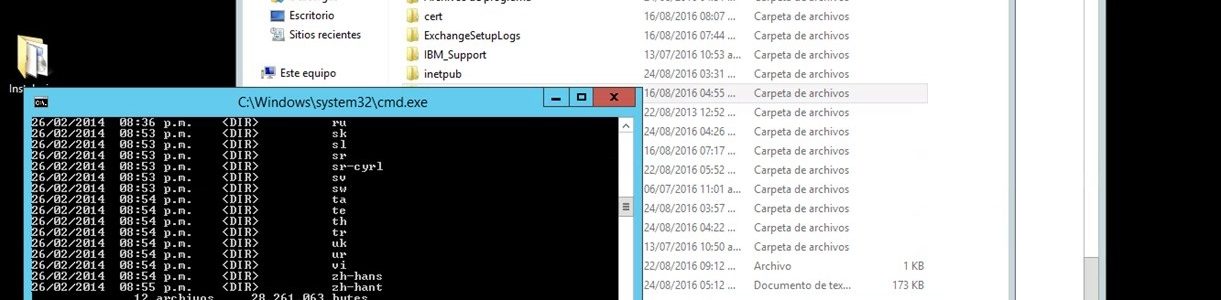 Escritorio
cert 16/08/2016 08:07 ... Carpeta de archivos
Sitios recientes
ExchangeSetupLogs 16/08/2016 07:44 ... Carpeta de archivos
IBM_Support 13/07/2016 10:53 a... Carpeta de archivos
Este equipo
inetpub 24/08/2016 03:31 ... Carpeta de archivos
16/08/2016 04:55 ... Carpeta de archivos
22/08/2013 12:52 ... Carpeta de archivos
24/08/2016 04:26 ... Carpeta de archivos
16/08/2016 07:17 ... Carpeta de archivos
22/08/2016 05:52 ... Carpeta de archivos
06/07/2016 11:01 a... Carpeta de archivos
24/08/2016 03:57 ... Carpeta de archivos
24/08/2016 04:22 ... Carpeta de archivos
13/07/2016 10:50 a... Carpeta de archivos
22/08/2016 09:12 ... Archivo 1 KB
24/08/2016 05:12 ... Documento de tex... 173 KB
C:\Windows\system32\cmd.exe
26/02/2014 08:36 p.m. <DIR> ru
26/02/2014 08:53 p.m. <DIR> sk
26/02/2014 08:53 p.m. <DIR> sl
26/02/2014 08:53 p.m. <DIR> sr
26/02/2014 08:53 p.m. <DIR> sr-cyrl
26/02/2014 08:53 p.m. <DIR> sv
26/02/2014 08:53 p.m. <DIR> sw
26/02/2014 08:54 p.m. <DIR> ta
26/02/2014 08:54 p.m. <DIR> te
26/02/2014 08:54 p.m. <DIR> th
26/02/2014 08:54 p.m. <DIR> tr
26/02/2014 08:54 p.m. <DIR> uk
26/02/2014 08:54 p.m. <DIR> ur
26/02/2014 08:54 p.m. <DIR> vi
26/02/2014 08:54 p.m. <DIR> zh-hans
26/02/2014 08:55 p.m. <DIR> zh-hant
12 archivos 28,261,063 bytes